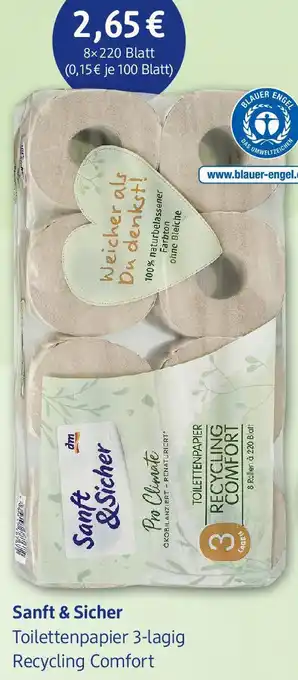 2,65 €
8×220 Blatt
(0,15 € je 100 Blatt)
BLAUER ENGEL
DAS UMWELTZEICHEN
www.blauer-engel.
Weicher als
Du denkst!
100% naturbelassener
Farbton
ohne Bleiche
dm
Sanft
&Sicher
Pro Climate
ÖKOBILANZIERT + RENATURIERT*
TOILETTENPAPIER
RECYCLING
COMFORT
8 Rollen à 220 Blatt
3
Sanft & Sicher
Toilettenpapier 3-lagig
Recycling Comfort